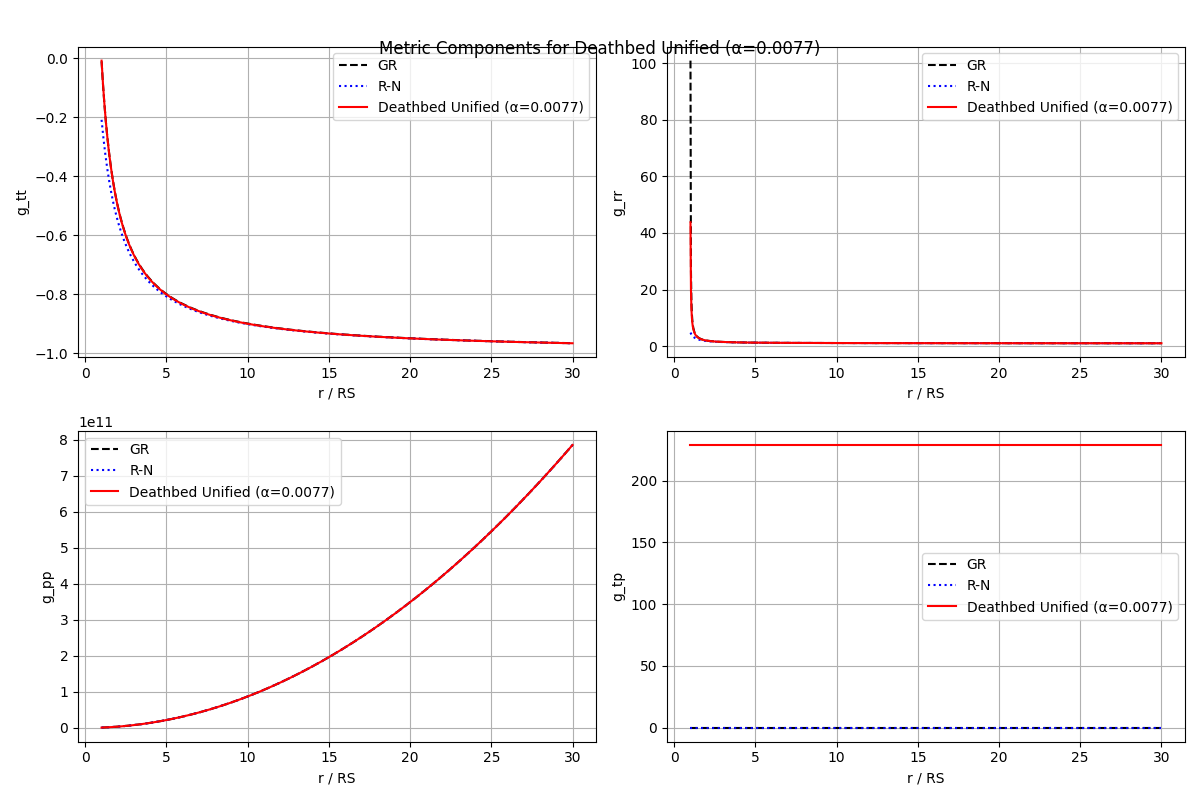 Metric Components for Deathbed Unified (α=0.0077)
0.0
−0.2
−0.4
−0.6
−0.8
−1.0
g_tt
0 5 10 15 20 25 30
r / RS
GR
R-N
Deathbed Unified (α=0.0077)
100
80
60
40
20
0
g_rr
0 5 10 15 20 25 30
r / RS
GR
R-N
Deathbed Unified (α=0.0077)
1e11
8
7
6
5
4
3
2
1
0
g_pp
0 5 10 15 20 25 30
r / RS
GR
R-N
Deathbed Unified (α=0.0077)
200
150
100
50
0
g_tp
0 5 10 15 20 25 30
r / RS
GR
R-N
Deathbed Unified (α=0.0077)